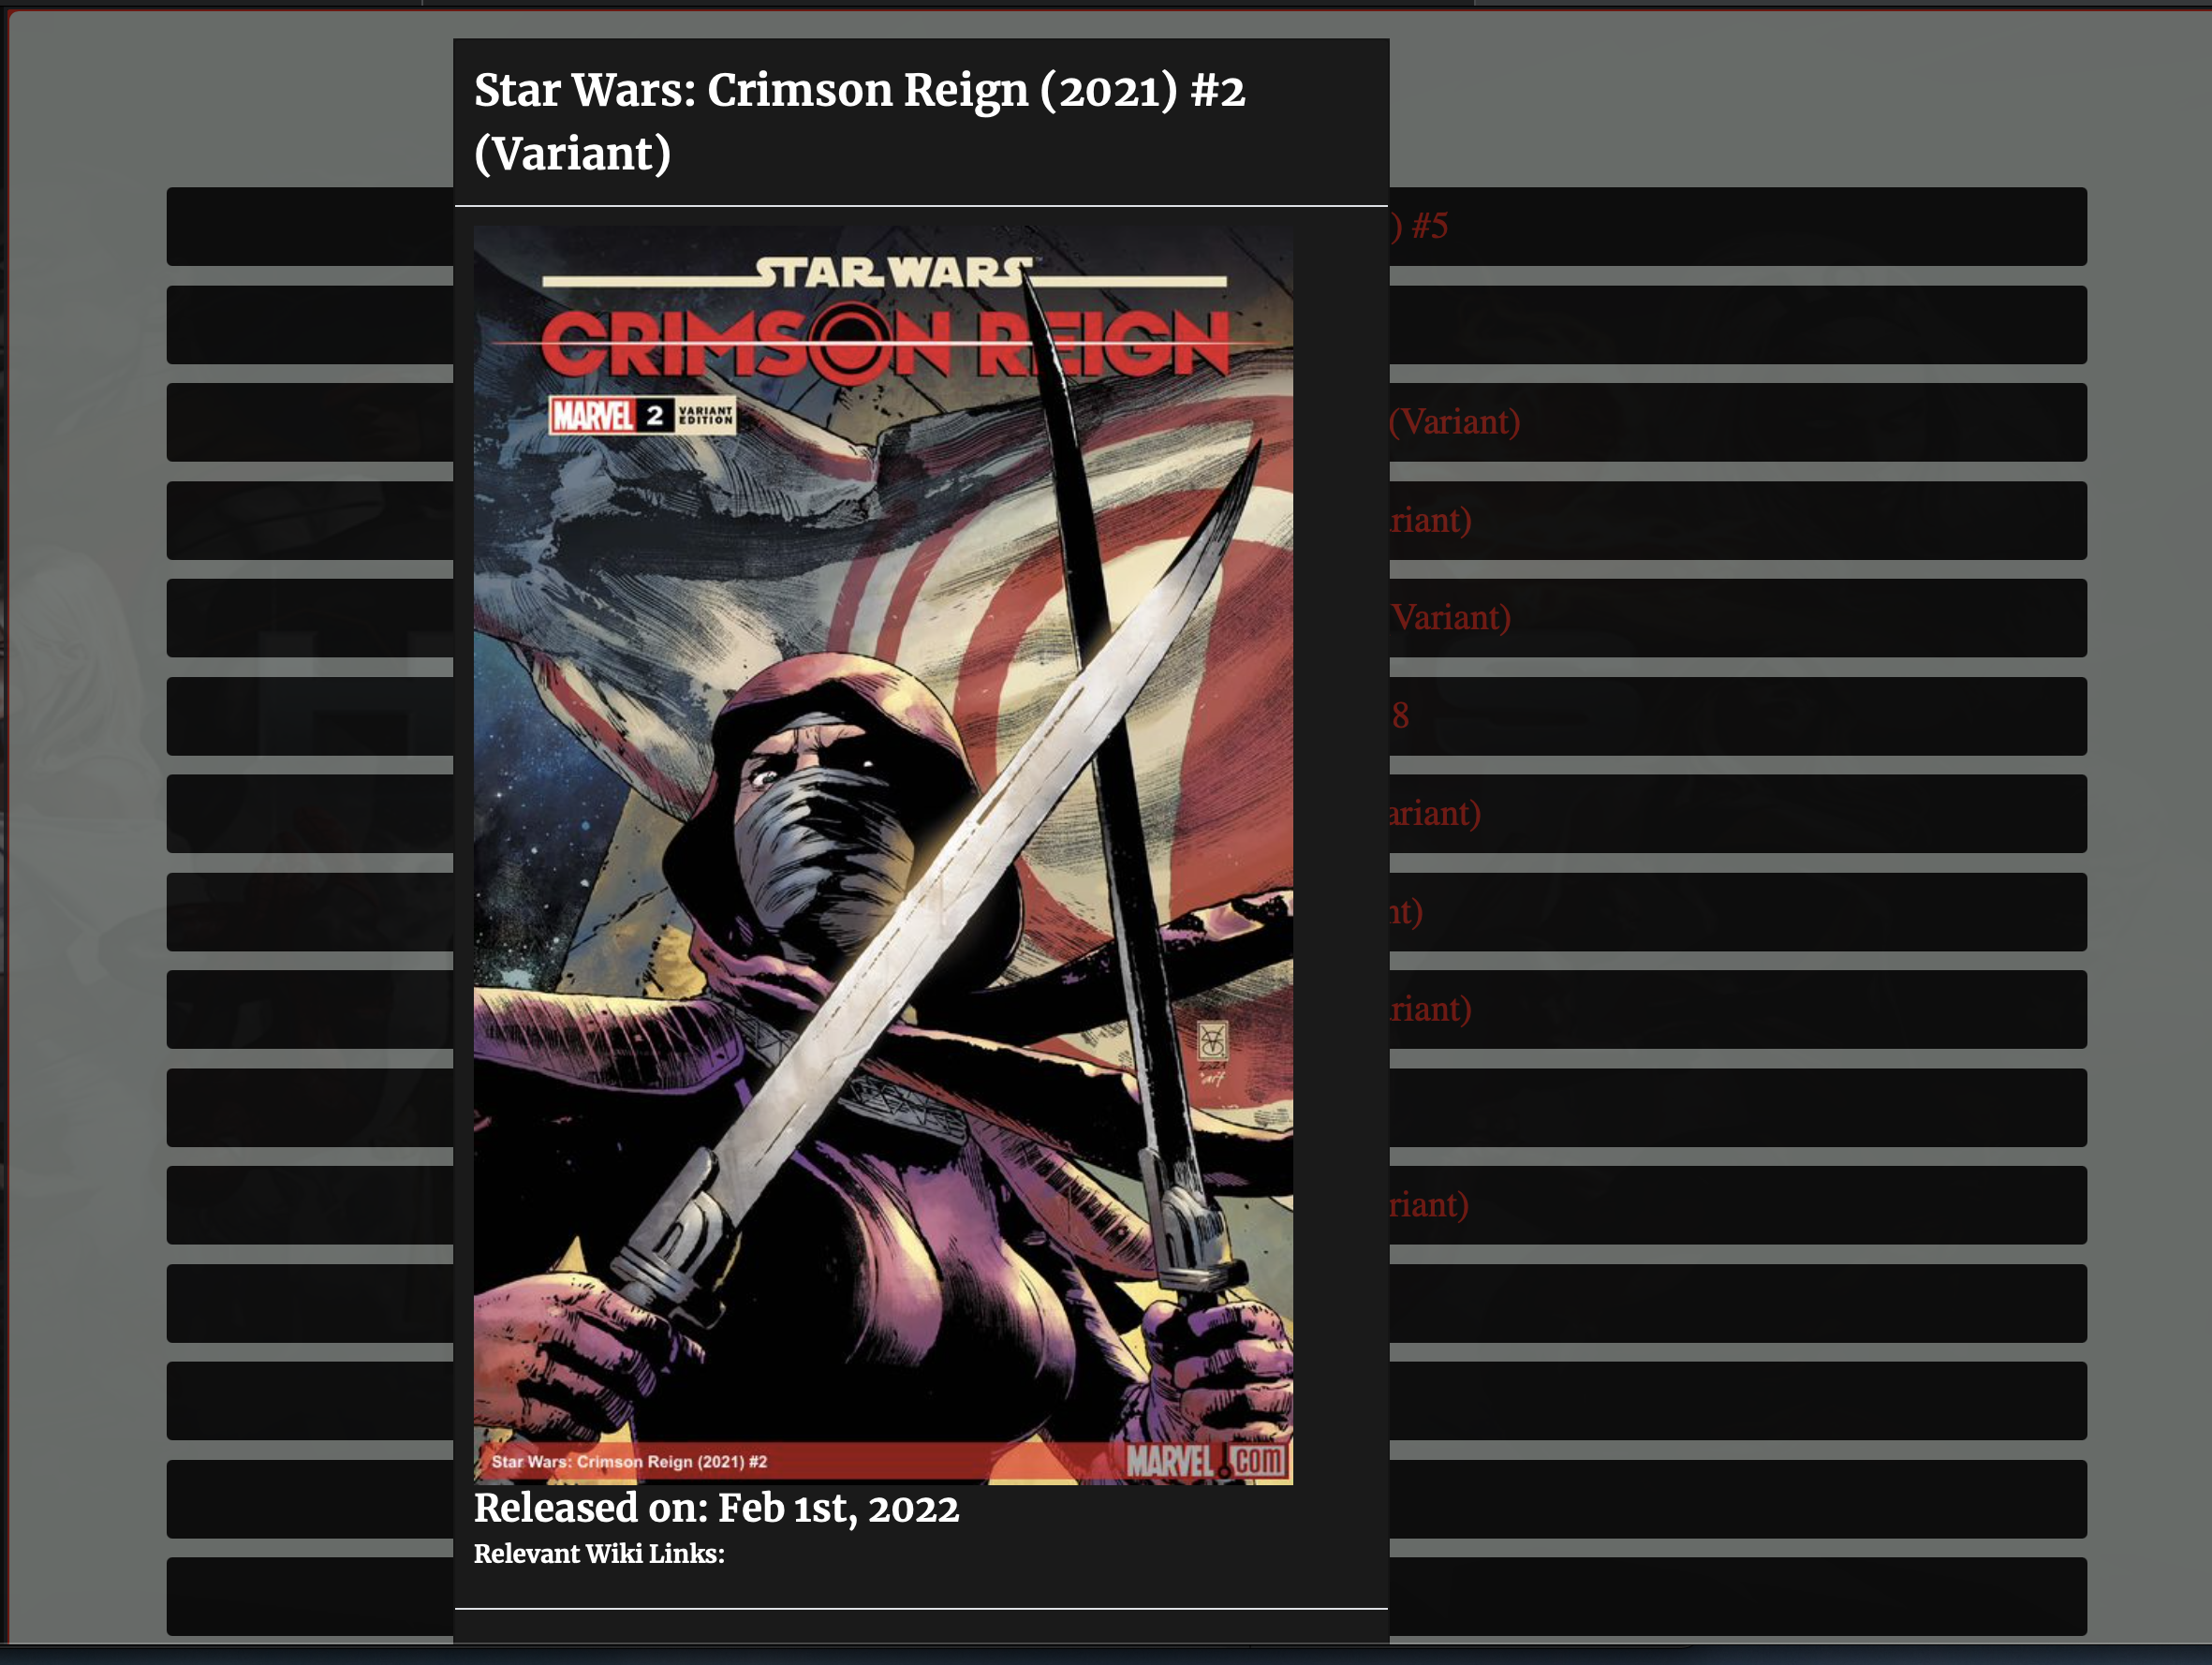 Star Wars: Crimson Reign (2021) #2
(Variant)
STAR WARS
CRIMSON REIGN
MARVEL 2 VARIANT
EDITION
2021
art
Star Wars: Crimson Reign (2021) #2
MARVEL.com
Released on: Feb 1st, 2022
Relevant Wiki Links:
) #5
(Variant)
riant)
Variant)
8
ariant)
nt)
riant)
riant)